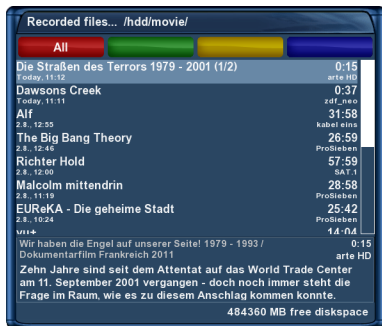 Recorded files... /hdd/movie/
All
Die Straßen des Terrors 1979 - 2001 (1/2) 0:15
Today, 11:12 arte HD
Dawsons Creek 0:37
Today, 11:11 zdf_neo
Alf 31:58
2.8., 12:55 kabel eins
The Big Bang Theory 26:59
2.8., 12:46 ProSieben
Richter Hold 57:59
2.8., 12:00 SAT.1
Malcolm mittendrin 28:58
2.8., 11:19 ProSieben
EUReKA - Die geheime Stadt 25:42
2.8., 10:24 ProSieben
14:04
Wir haben die Engel auf unserer Seite! 1979 - 1993 / 0:15
Dokumentarfilm Frankreich 2011 arte HD
Zehn Jahre sind seit dem Attentat auf das World Trade Center
am 11. September 2001 vergangen - doch noch immer steht die
Frage im Raum, wie es zu diesem Anschlag kommen konnte.
484360 MB free diskspace